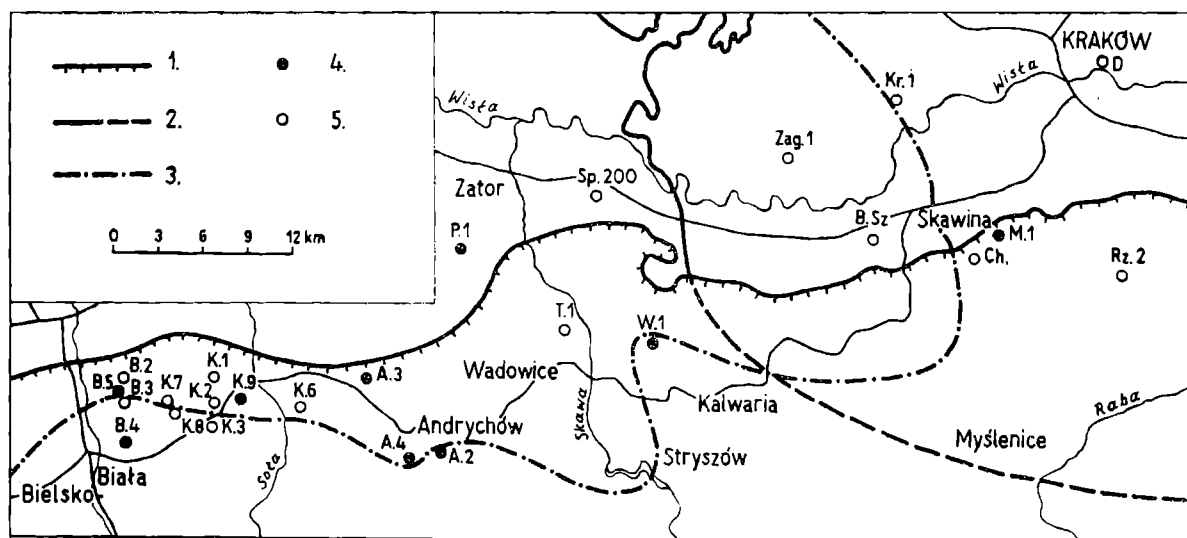 1.
2.
3.
4.
5.
0 3 6 9 12 km
KRAKÓW
D
Kr.1
Wisła
Wisła
Zag.1
Zator
Sp.200
B.Sz
Skawina
P.1
M.1
Ch.
Rz.2
T.1
W.1
B.2
K.1
A.3
Wadowice
B.5
B.3
K.7
K.2
K.9
K.6
Kalwaria
Skawa
Raba
K.8
K.3
Andrychów
B.4
A.4
A.2
Stryszów
Myślenice
Soła
Bielsko-
Biała